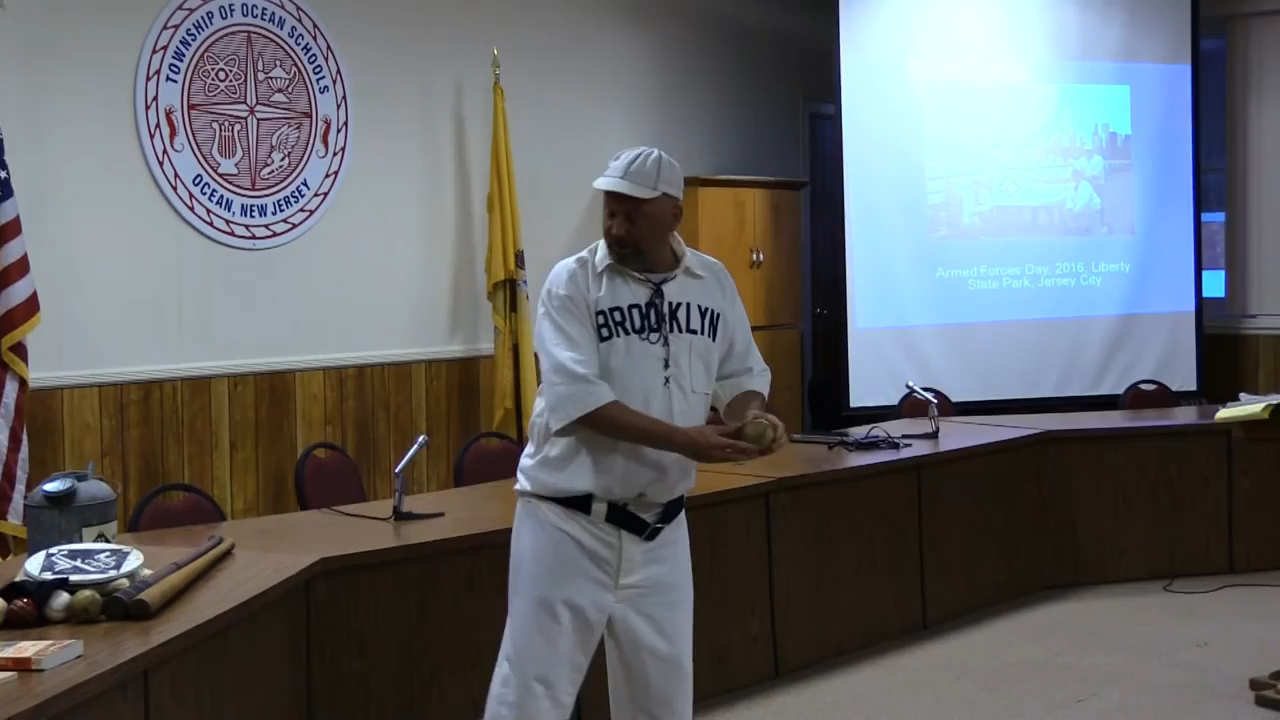 TOWNSHIP OF OCEAN SCHOOLS
OCEAN, NEW JERSEY
BROOKLYN
Armed Forces Day, 2016, Liberty
State Park, Jersey City